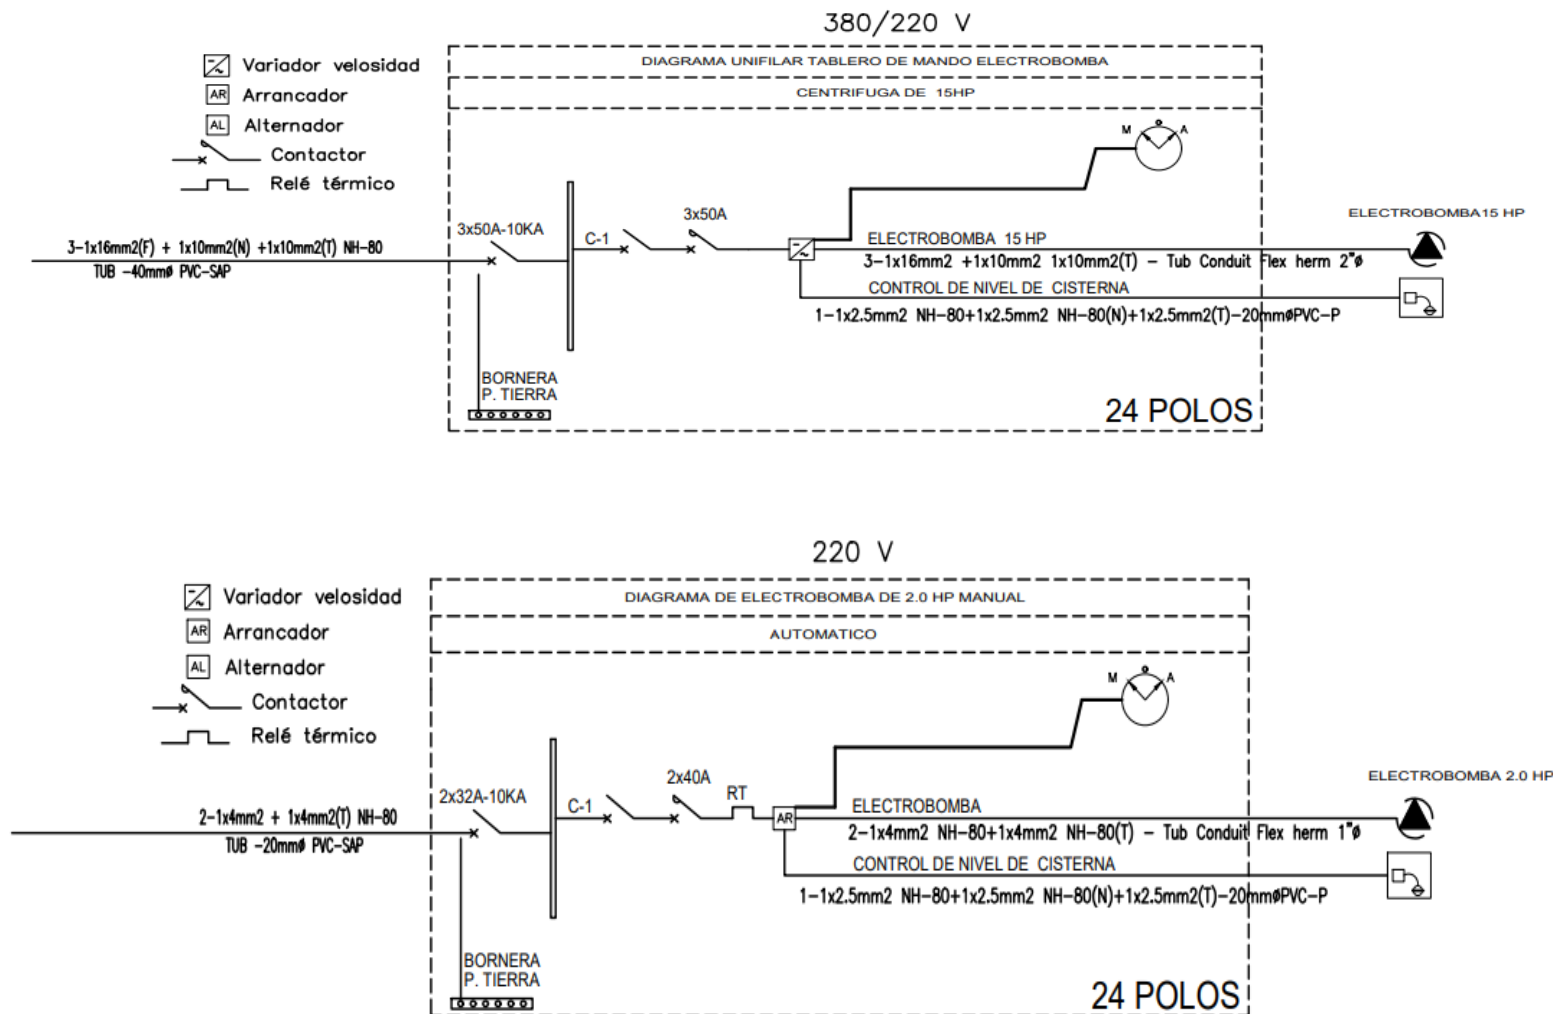 380/220 V
DIAGRAMA UNIFILAR TABLERO DE MANDO ELECTROBOMBA
CENTRIFUGA DE 15HP
Variador velosidad
AR Arrancador
AL Alternador
Contactor
Relé térmico
M O A
3x50A-10KA
C-1
3x50A
ELECTROBOMBA15 HP
3-1x16mm2(F) + 1x10mm2(N) +1x10mm2(T) NH-80
TUB -40mmø PVC-SAP
ELECTROBOMBA 15 HP
3-1x16mm2 +1x10mm2 1x10mm2(T) - Tub Conduit Flex herm 2"ø
CONTROL DE NIVEL DE CISTERNA
1-1x2.5mm2 NH-80+1x2.5mm2 NH-80(N)+1x2.5mm2(T)-20mmøPVC-P
BORNERA
P. TIERRA
24 POLOS
220 V
DIAGRAMA DE ELECTROBOMBA DE 2.0 HP MANUAL
AUTOMATICO
Variador velosidad
AR Arrancador
AL Alternador
Contactor
Relé térmico
M O A
2x32A-10KA
C-1
2x40A
RT
AR
ELECTROBOMBA 2.0 HP
2-1x4mm2 + 1x4mm2(T) NH-80
TUB -20mmø PVC-SAP
ELECTROBOMBA
2-1x4mm2 NH-80+1x4mm2 NH-80(T) - Tub Conduit Flex herm 1"ø
CONTROL DE NIVEL DE CISTERNA
1-1x2.5mm2 NH-80+1x2.5mm2 NH-80(N)+1x2.5mm2(T)-20mmøPVC-P
BORNERA
P. TIERRA
24 POLOS